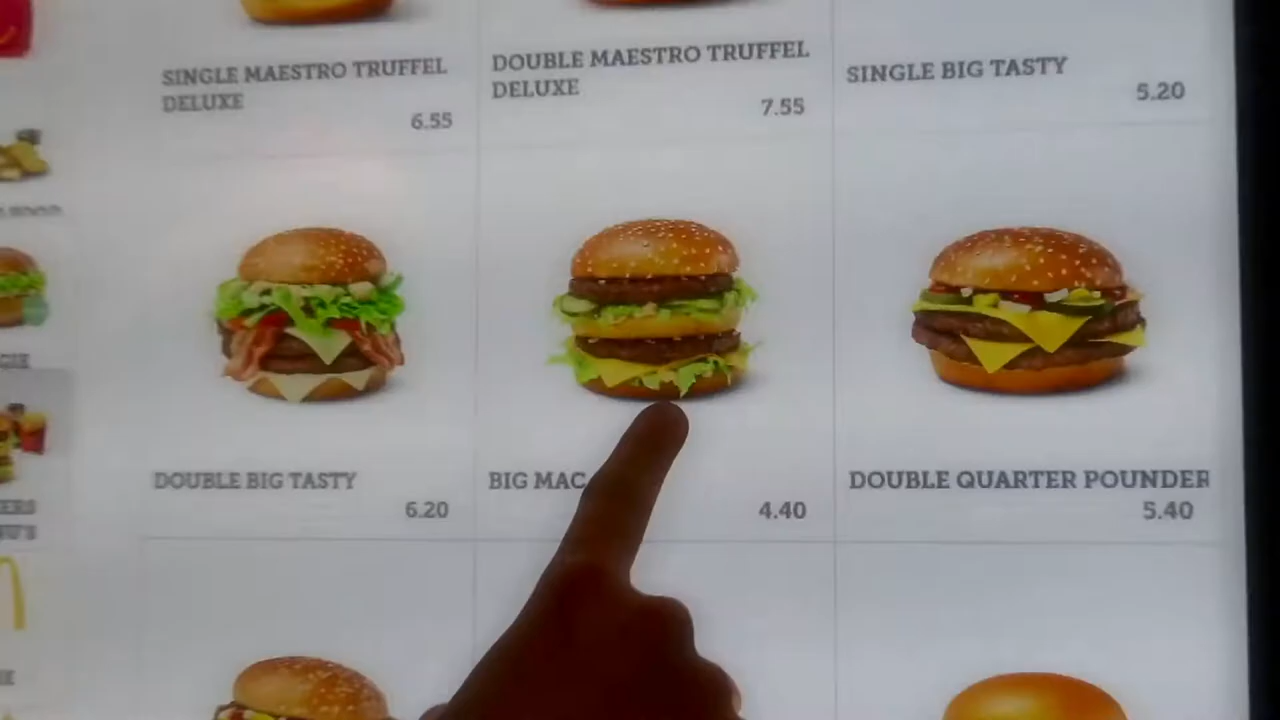 SINGLE MAESTRO TRUFFEL
DELUXE
6.55
DOUBLE MAESTRO TRUFFEL
DELUXE
7.55
SINGLE BIG TASTY
5.20
DOUBLE BIG TASTY
6.20
BIG MAC
4.40
DOUBLE QUARTER POUNDER
5.40